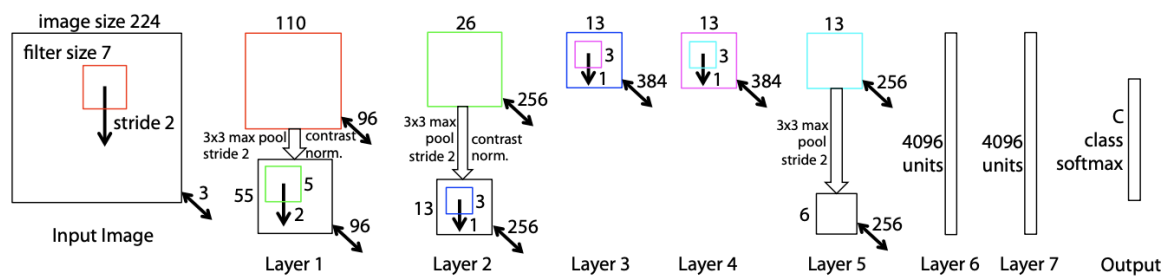 image size 224
filter size 7
stride 2
3
Input Image
110
96
3x3 max pool
stride 2
contrast
norm.
55
5
2
96
Layer 1
26
256
3x3 max
pool
stride 2
contrast
norm.
13
3
1
256
Layer 2
13
3
1
384
Layer 3
13
3
1
384
Layer 4
13
256
3x3 max
pool
stride 2
6
256
Layer 5
4096
units
Layer 6
4096
units
Layer 7
C
class
softmax
Output